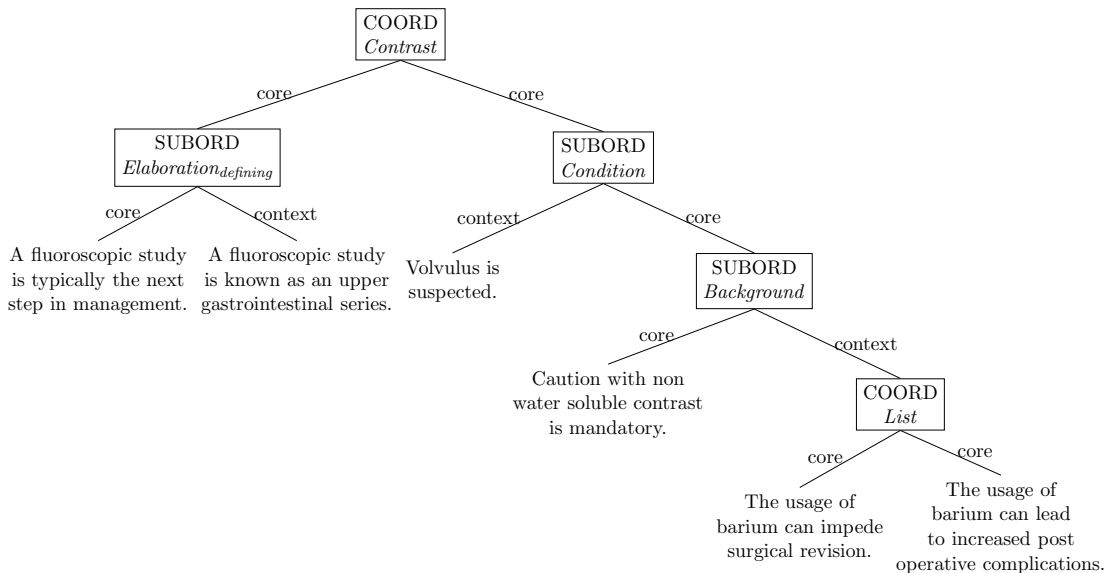 COORD
Contrast
core
core
SUBORD
Elaboration_defining
SUBORD
Condition
core
context
context
core
A fluoroscopic study
is typically the next
step in management.
A fluoroscopic study
is known as an upper
gastrointestinal series.
Volvulus is
suspected.
SUBORD
Background
core
context
Caution with non
water soluble contrast
is mandatory.
COORD
List
core
core
The usage of
barium can impede
surgical revision.
The usage of
barium can lead
to increased post
operative complications.